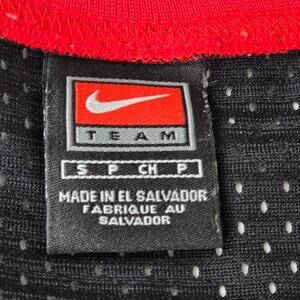 TEAM
S P CH P
MADE IN EL SALVADOR
FABRIQUE AU
SALVADOR